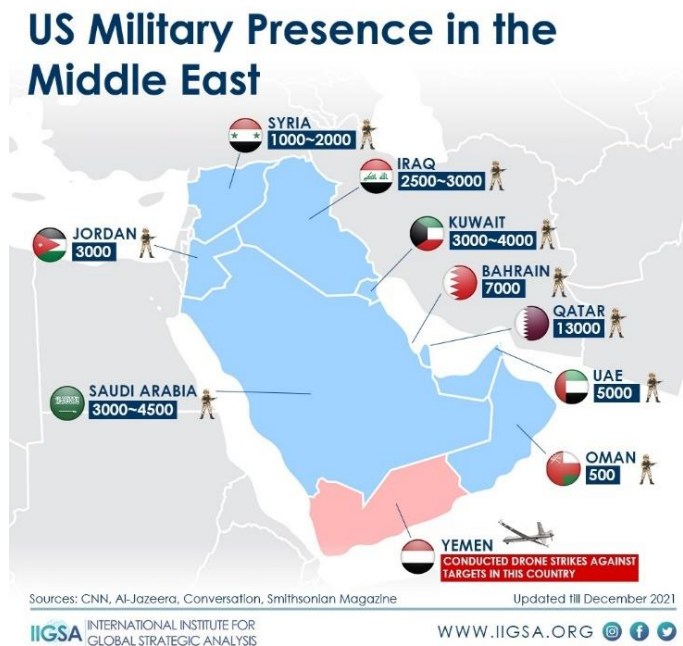 US Military Presence in the
Middle East
SYRIA
1000~2000
IRAQ
2500~3000
JORDAN
3000
KUWAIT
3000~4000
BAHRAIN
7000
QATAR
13000
SAUDI ARABIA
3000~4500
UAE
5000
OMAN
500
YEMEN
CONDUCTED DRONE STRIKES AGAINST
TARGETS IN THIS COUNTRY
Sources: CNN, Al-Jazeera, Conversation, Smithsonian Magazine
Updated till December 2021
IIGSA
INTERNATIONAL INSTITUTE FOR
GLOBAL STRATEGIC ANALYSIS
WWW.IIGSA.ORG